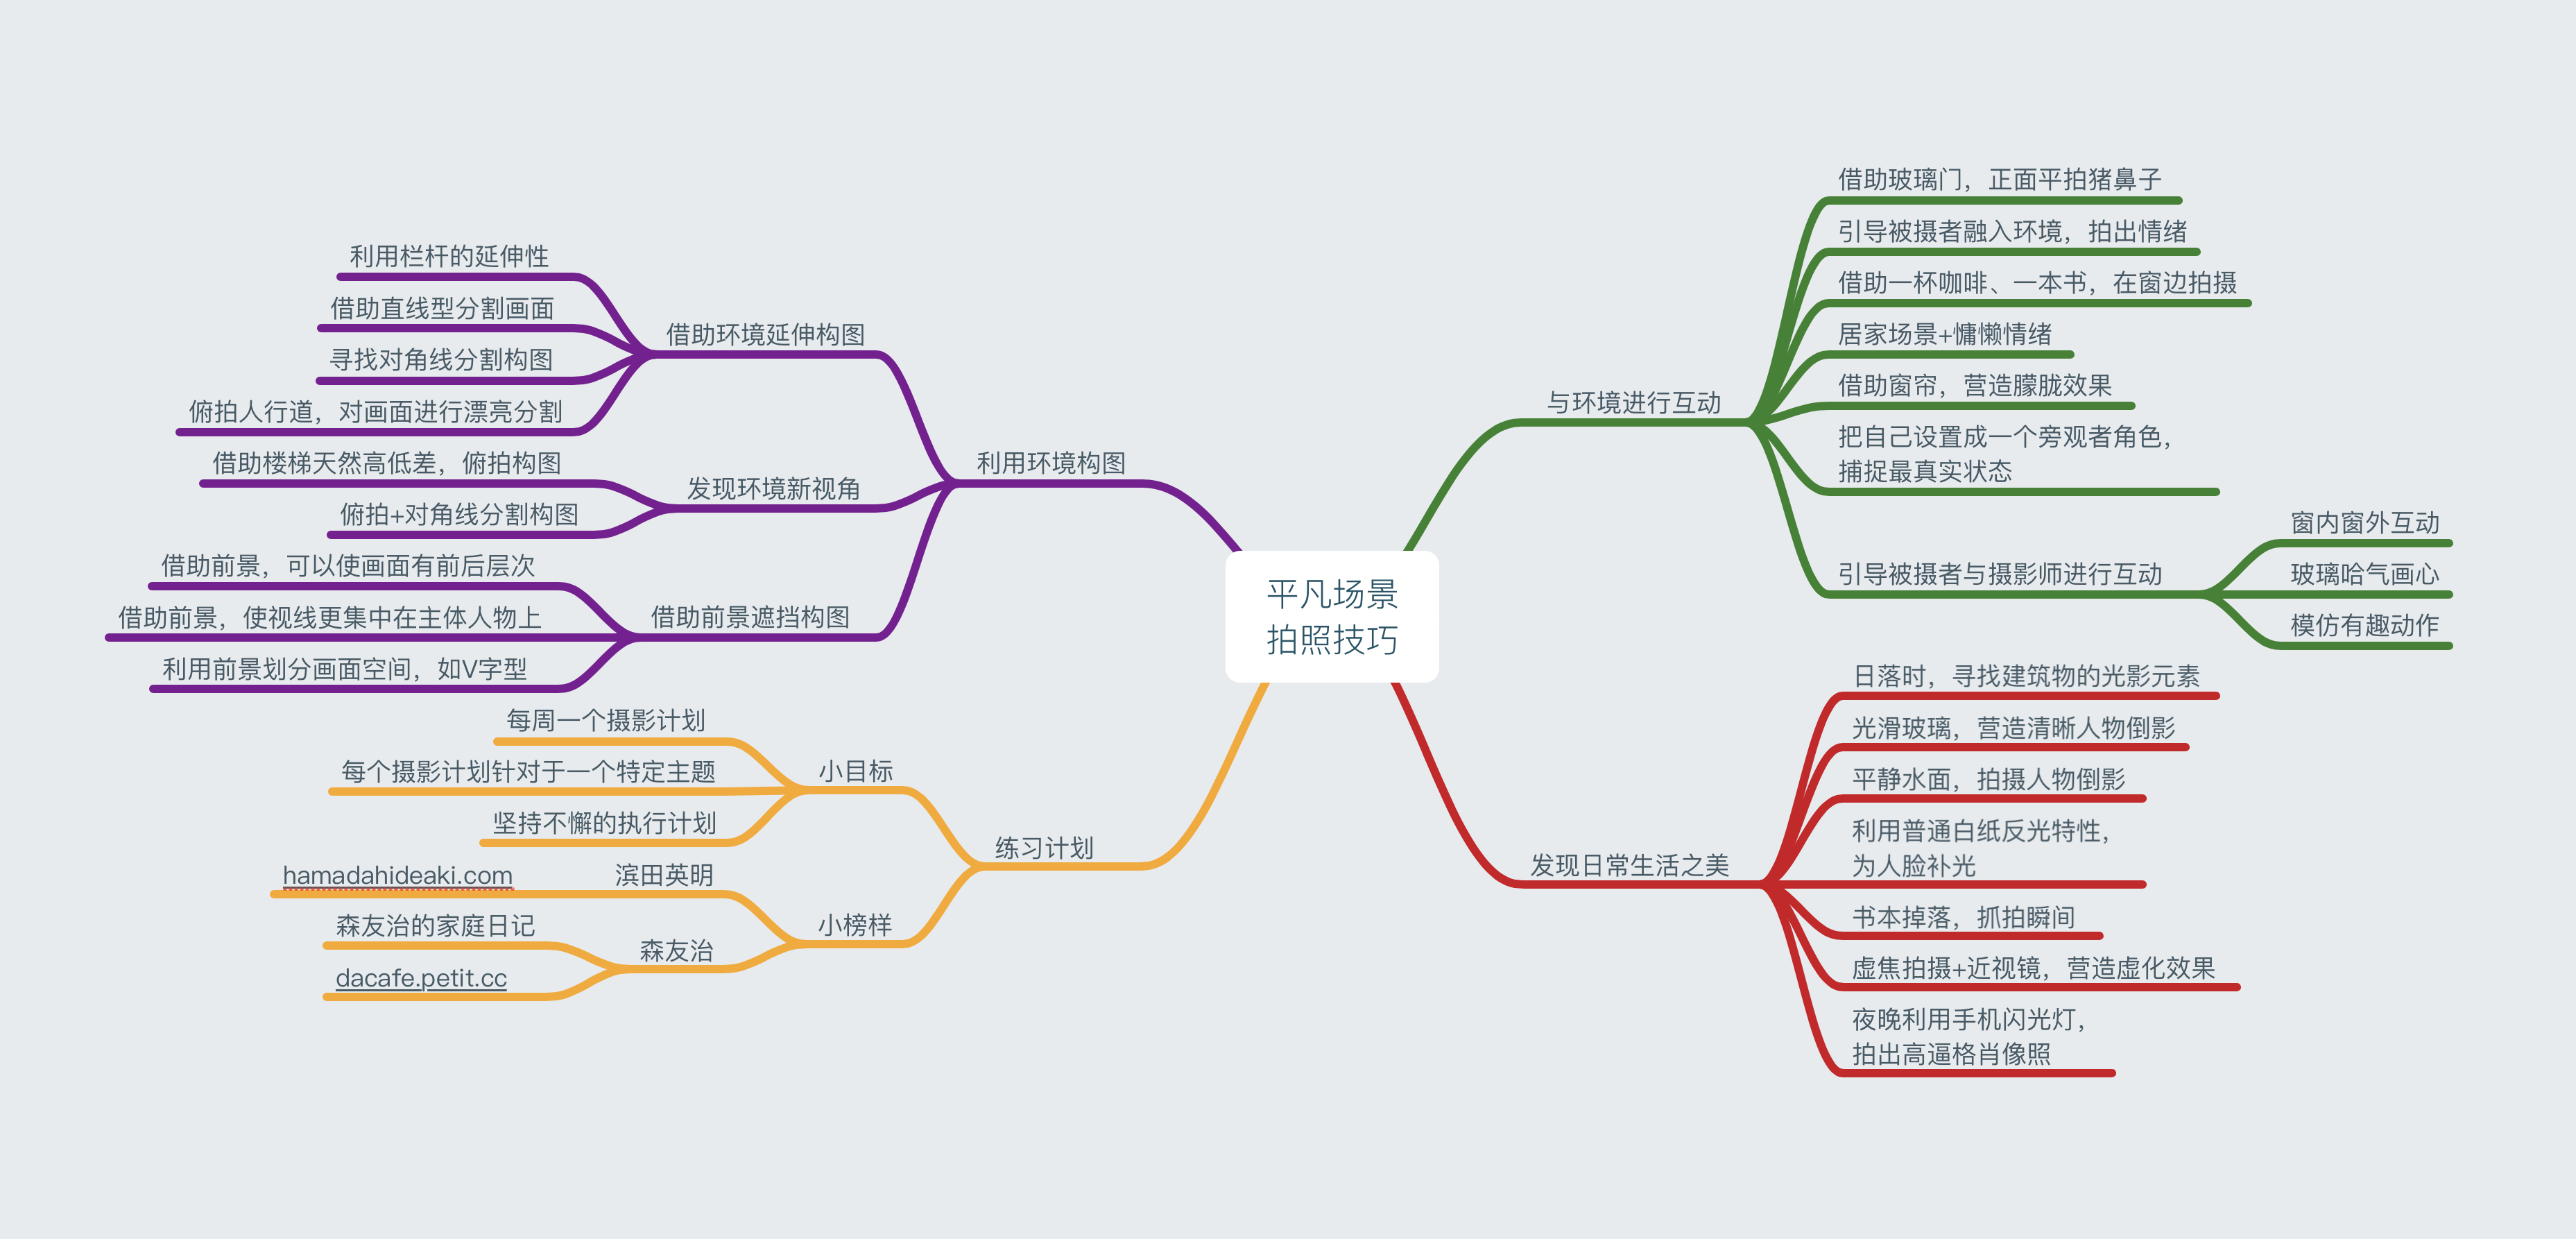 平凡场景
拍照技巧
与环境进行互动
借助玻璃门，正面平拍猪鼻子
引导被摄者融入环境，拍出情绪
借助一杯咖啡、一本书，在窗边拍摄
居家场景+慵懒情绪
借助窗帘，营造朦胧效果
把自己设置成一个旁观者角色，
捕捉最真实状态
引导被摄者与摄影师进行互动
窗内窗外互动
玻璃哈气画心
模仿有趣动作
发现日常生活之美
日落时，寻找建筑物的光影元素
光滑玻璃，营造清晰人物倒影
平静水面，拍摄人物倒影
利用普通白纸反光特性，
为人脸补光
书本掉落，抓拍瞬间
虚焦拍摄+近视镜，营造虚化效果
夜晚利用手机闪光灯，
拍出高逼格肖像照
利用环境构图
借助环境延伸构图
利用栏杆的延伸性
借助直线型分割画面
寻找对角线分割构图
俯拍人行道，对画面进行漂亮分割
发现环境新视角
借助楼梯天然高低差，俯拍构图
俯拍+对角线分割构图
借助前景遮挡构图
借助前景，可以使画面有前后层次
借助前景，使视线更集中在主体人物上
利用前景划分画面空间，如V字型
练习计划
小目标
每周一个摄影计划
每个摄影计划针对于一个特定主题
坚持不懈的执行计划
小榜样
滨田英明
hamadahideaki.com
森友治
森友治的家庭日记
dacafe.petit.cc